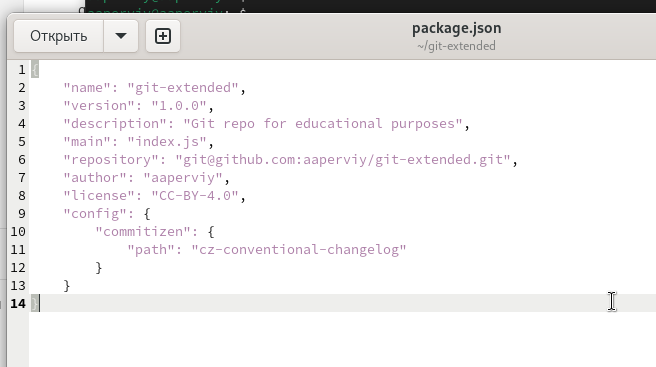 Открыть
package.json
~/git-extended
1 {
2 "name": "git-extended",
3 "version": "1.0.0",
4 "description": "Git repo for educational purposes",
5 "main": "index.js",
6 "repository": "git@github.com:aaperviy/git-extended.git",
7 "author": "aaperviy",
8 "license": "CC-BY-4.0",
9 "config": {
10 "commitizen": {
11 "path": "cz-conventional-changelog"
12 }
13 }
14 }